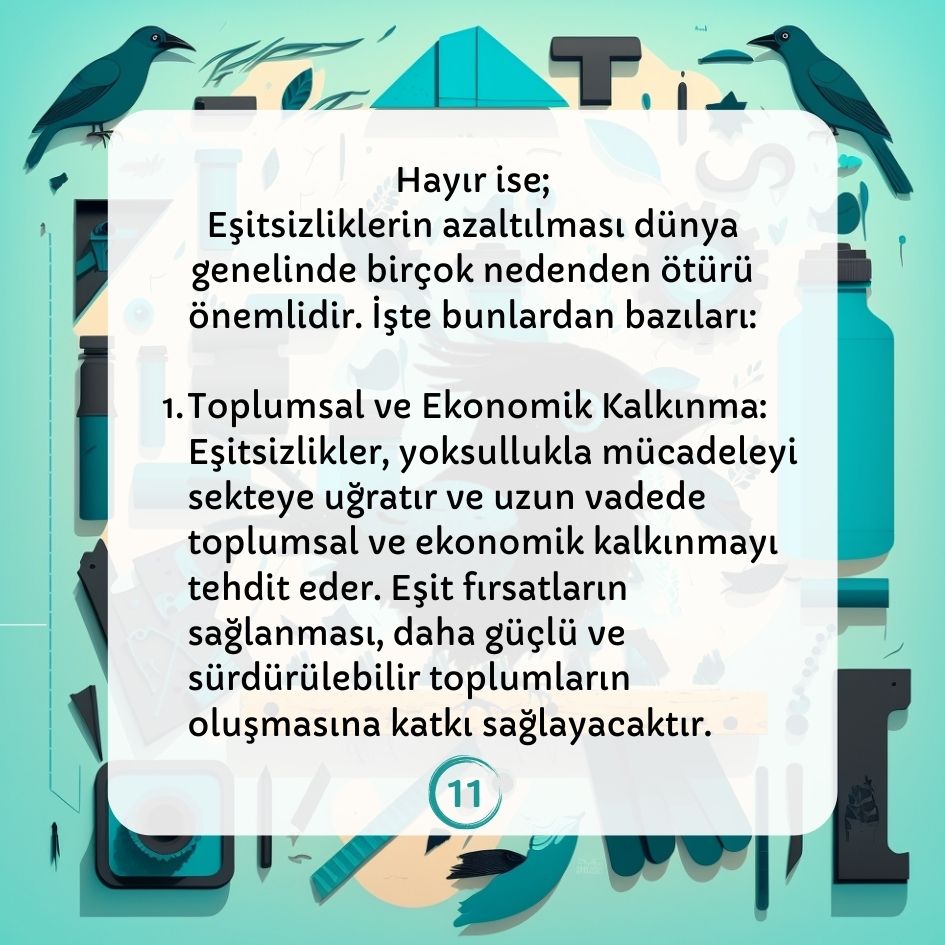 Hayır ise;
Eşitsizliklerin azaltılması dünya
genelinde birçok nedenden ötürü
önemlidir. İşte bunlardan bazıları:
1. Toplumsal ve Ekonomik Kalkınma:
Eşitsizlikler, yoksullukla mücadeleyi
sekteye uğratır ve uzun vadede
toplumsal ve ekonomik kalkınmayı
tehdit eder. Eşit fırsatların
sağlanması, daha güçlü ve
sürdürülebilir toplumların
oluşmasına katkı sağlayacaktır.
11